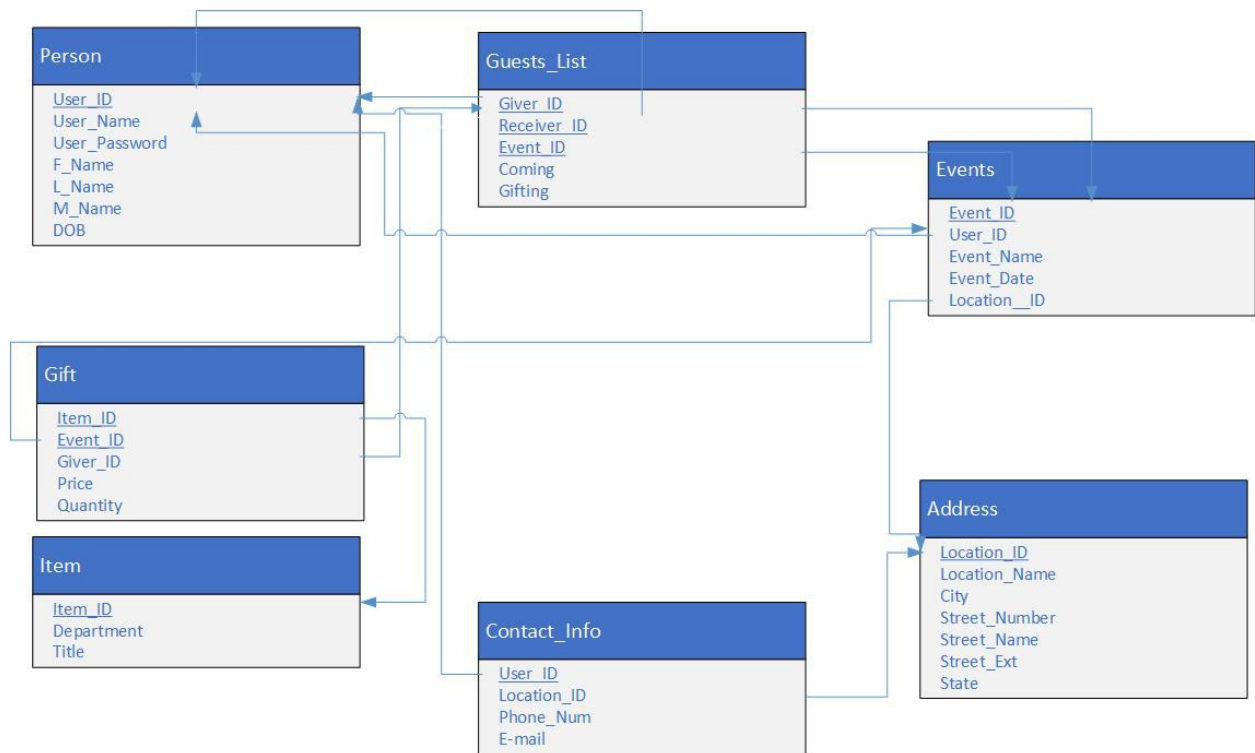 Person
User_ID
User_Name
User_Password
F_Name
L_Name
M_Name
DOB
Guests_List
Giver_ID
Receiver_ID
Event_ID
Coming
Gifting
Events
Event_ID
User_ID
Event_Name
Event_Date
Location__ID
Gift
Item_ID
Event_ID
Giver_ID
Price
Quantity
Item
Item_ID
Department
Title
Contact_Info
User_ID
Location_ID
Phone_Num
E-mail
Address
Location_ID
Location_Name
City
Street_Number
Street_Name
Street_Ext
State